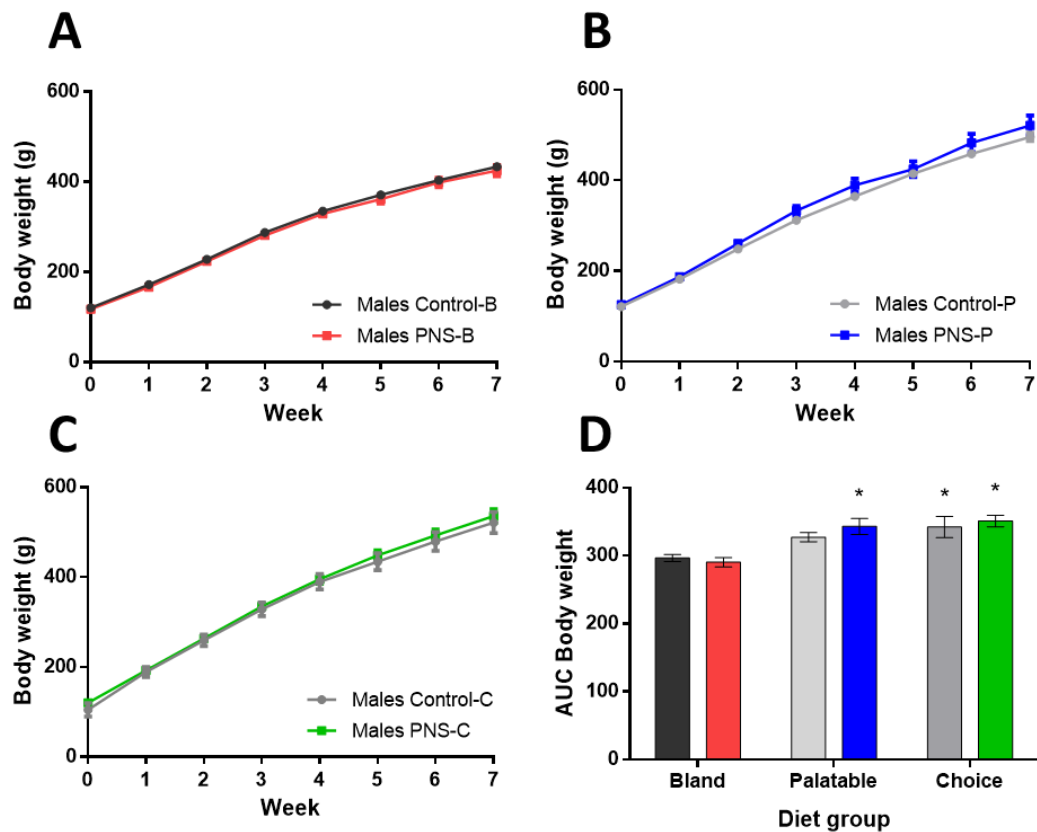 A
Body weight (g)
600
400
200
0
0 1 2 3 4 5 6 7
Week
Males Control-B
Males PNS-B
B
Body weight (g)
600
400
200
0
0 1 2 3 4 5 6 7
Week
Males Control-P
Males PNS-P
C
Body weight (g)
600
400
200
0
0 1 2 3 4 5 6 7
Week
Males Control-C
Males PNS-C
D
AUC Body weight
400
300
200
100
0
* * *
Bland Palatable Choice
Diet group